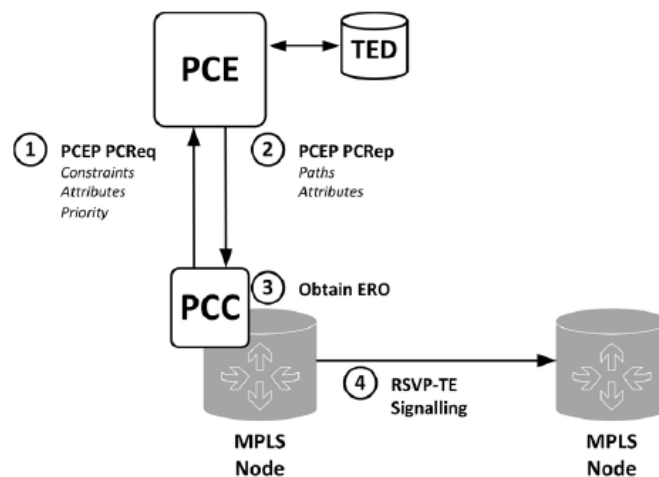 PCE
TED
1 PCEP PCReq
Constraints
Attributes
Priority
2 PCEP PCRep
Paths
Attributes
PCC
3 Obtain ERO
4 RSVP-TE
Signalling
MPLS
Node
MPLS
Node